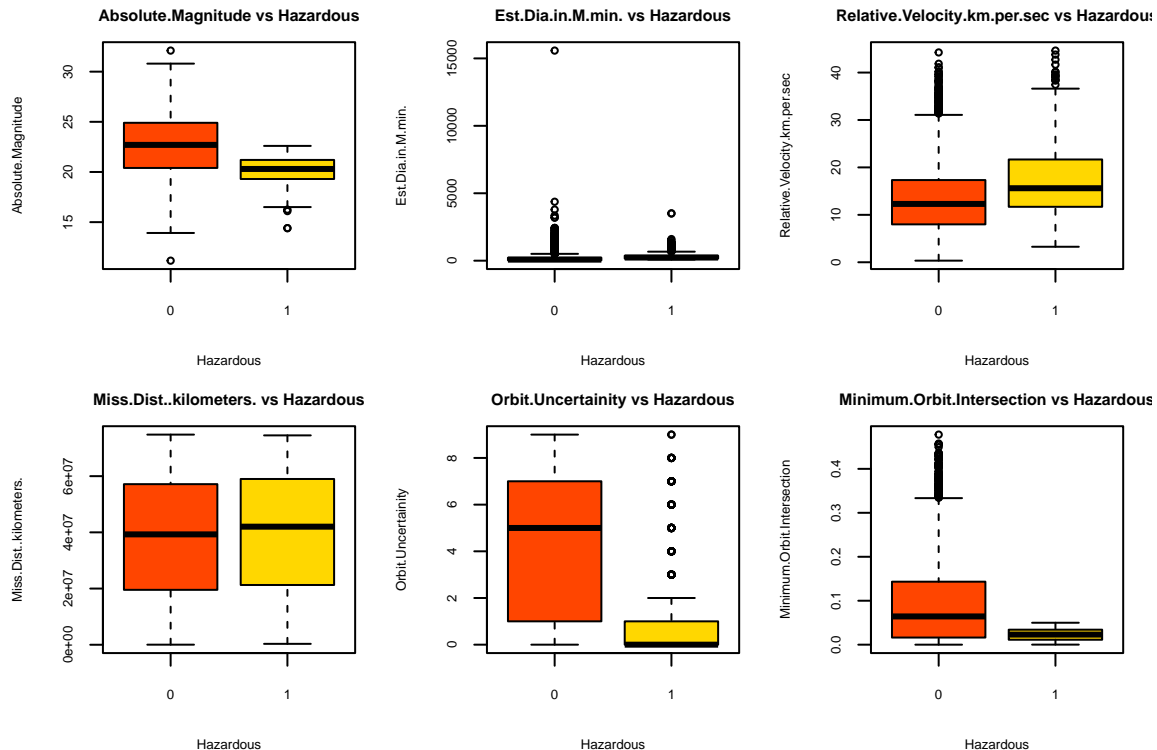 Absolute.Magnitude vs Hazardous
Absolute.Magnitude
30
25
20
15
0 1
Hazardous
Est.Dia.in.M.min. vs Hazardous
Est.Dia.in.M.min.
15000
10000
5000
0
0 1
Hazardous
Relative.Velocity.km.per.sec vs Hazardous
Relative.Velocity.km.per.sec
40
30
20
10
0
0 1
Hazardous
Miss.Dist..kilometers. vs Hazardous
Miss.Dist..kilometers.
6e+07
4e+07
2e+07
0e+00
0 1
Hazardous
Orbit.Uncertainity vs Hazardous
Orbit.Uncertainity
8
6
4
2
0
0 1
Hazardous
Minimum.Orbit.Intersection vs Hazardous
Minimum.Orbit.Intersection
0.4
0.3
0.2
0.1
0.0
0 1
Hazardous